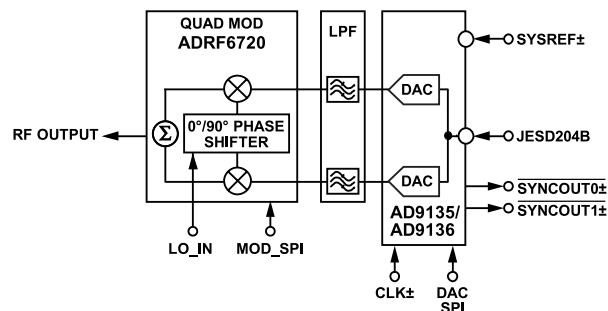 QUAD MOD
ADRF6720
LPF
SYSREF±
DAC
RF OUTPUT
Σ
0°/90° PHASE
SHIFTER
JESD204B
DAC
SYNCOUT0±
SYNCOUT1±
AD9135/
AD9136
LO_IN
MOD_SPI
CLK±
DAC
SPI